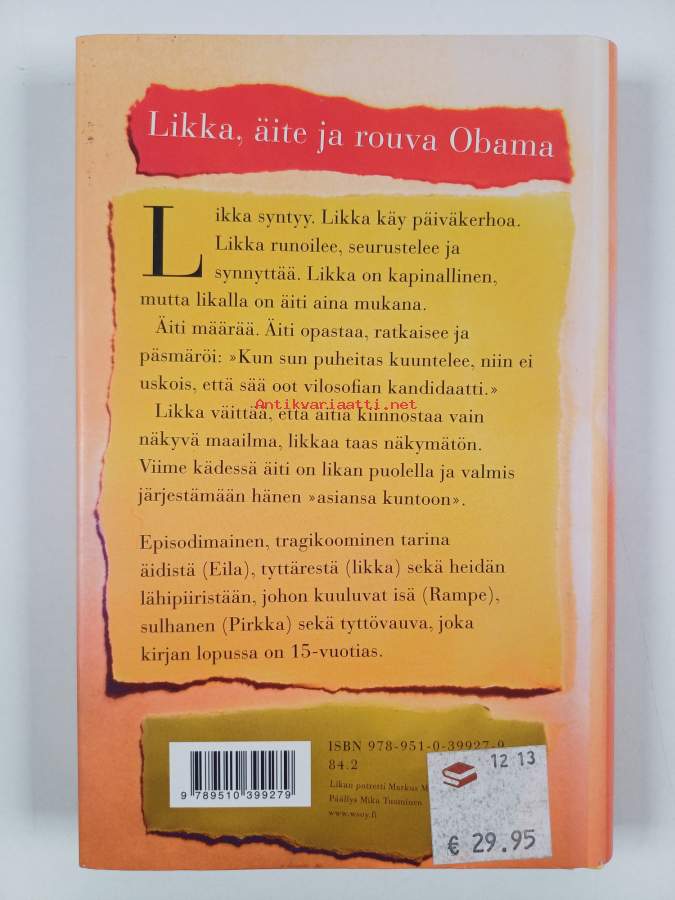 Likka, äite ja rouva Obama
Likka syntyy. Likka käy päiväkerhoa.
Likka runoilee, seurustelee ja
synnyttää. Likka on kapinallinen,
mutta likalla on äiti aina mukana.
Äiti määrää. Äiti opastaa, ratkaisee ja
päsmäröi: »Kun sun puheitas kuuntelee, niin ei
uskois, että sää oot vilosofian kandidaatti.»
Antikvariaatti.net
Likka väittää, että äitiä kiinnostaa vain
näkyvä maailma, likkaa taas näkymätön.
Viime kädessä äiti on likan puolella ja valmis
järjestämään hänen »asiansa kuntoon».
Episodimainen, tragikoominen tarina
äidistä (Eila), tyttärestä (likka) sekä heidän
lähipiiristään, johon kuuluvat isä (Rampe),
sulhanen (Pirkka) sekä tyttövauva, joka
kirjan lopussa on 15-vuotias.
ISBN 978-951-0-39927-9
84.2
Likan potretti Markus
Päällys Mika Tuominen
www.wsoy.fi
9 789510 399279
12 13
€ 29.95